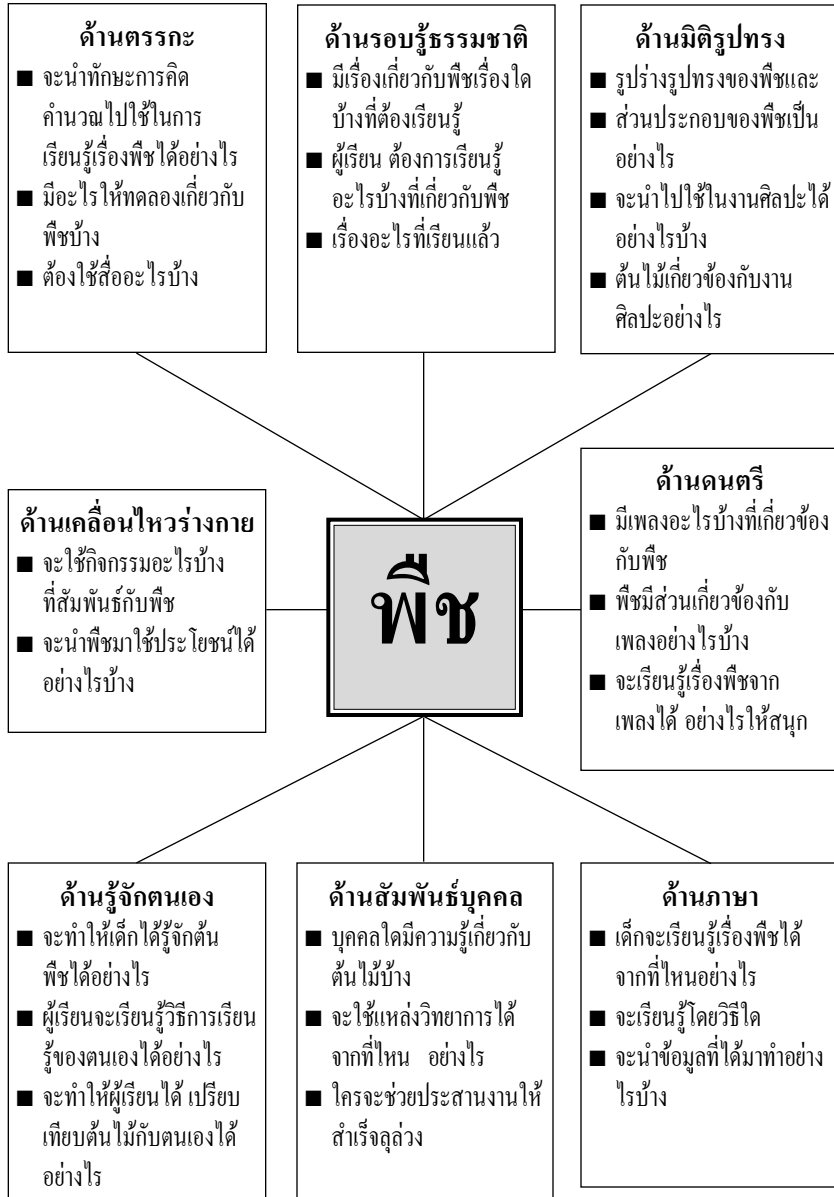 ด้านตรรกะ
■ จะนำทักษะการคิด
คำนวณไปใช้ในการ
เรียนรู้เรื่องพืชได้อย่างไร
■ มีอะไรให้ทดลองเกี่ยวกับ
พืชบ้าง
■ ต้องใช้สื่ออะไรบ้าง
ด้านรอบรู้ธรรมชาติ
■ มีเรื่องเกี่ยวกับพืชเรื่องใด
บ้างที่ต้องเรียนรู้
■ ผู้เรียน ต้องการเรียนรู้
อะไรบ้างที่เกี่ยวกับพืช
■ เรื่องอะไรที่เรียนแล้ว
ด้านมิติรูปทรง
■ รูปร่างรูปทรงของพืชและ
■ ส่วนประกอบของพืชเป็น
อย่างไร
■ จะนำไปใช้ในงานศิลปะได้
อย่างไรบ้าง
■ ต้นไม้เกี่ยวข้องกับงาน
ศิลปะอย่างไร
ด้านเคลื่อนไหวร่างกาย
■ จะใช้กิจกรรมอะไรบ้าง
ที่สัมพันธ์กับพืช
■ จะนำพืชมาใช้ประโยชน์ได้
อย่างไรบ้าง
พืช
ด้านดนตรี
■ มีเพลงอะไรบ้างที่เกี่ยวข้อง
กับพืช
■ พืชมีส่วนเกี่ยวข้องกับ
เพลงอย่างไรบ้าง
■ จะเรียนรู้เรื่องพืชจาก
เพลงได้ อย่างไรให้สนุก
ด้านรู้จักตนเอง
■ จะทำให้เด็กได้รู้จักต้น
พืชได้อย่างไร
■ ผู้เรียนจะเรียนรู้วิธีการเรียน
รู้ของตนเองได้อย่างไร
■ จะทำให้ผู้เรียนได้ เปรียบ
เทียบต้นไม้กับตนเองได้
อย่างไร
ด้านสัมพันธ์บุคคล
■ บุคคลใดมีความรู้เกี่ยวกับ
ต้นไม้บ้าง
■ จะใช้แหล่งวิทยาการได้
จากที่ไหน อย่างไร
■ ใครจะช่วยประสานงานให้
สำเร็จลุล่วง
ด้านภาษา
■ เด็กจะเรียนรู้เรื่องพืชได้
จากที่ไหนอย่างไร
■ จะเรียนรู้โดยวิธีใด
■ จะนำข้อมูลที่ได้มาทำอย่าง
ไรบ้าง